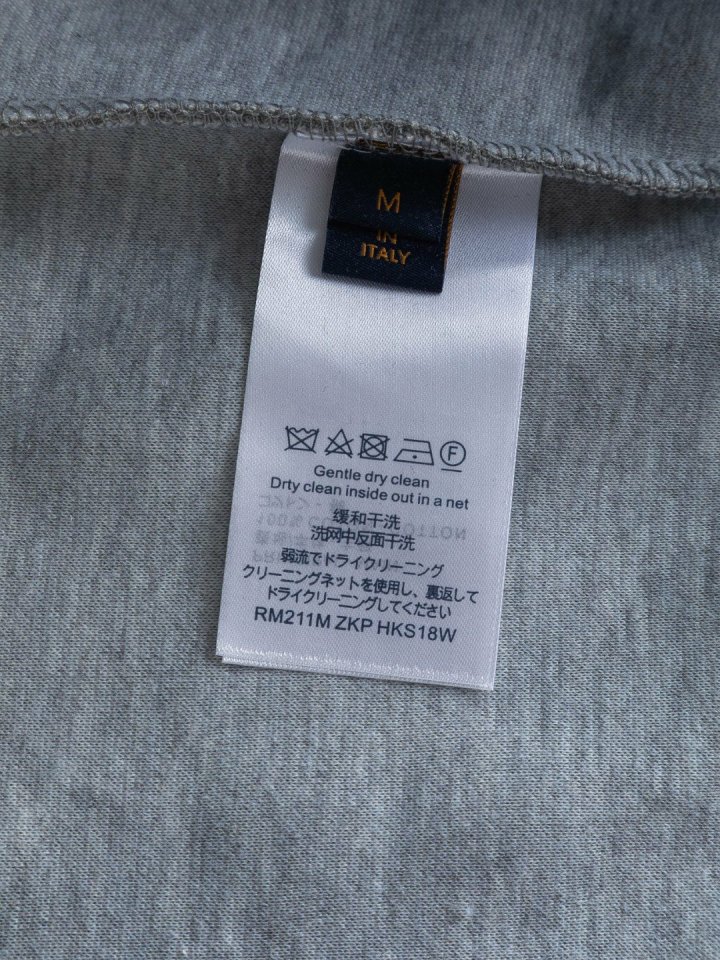 M
IN
ITALY
F
Gentle dry clean
Drty clean inside out in a net
缓和干洗
洗网中反面干洗
弱流でドライクリーニング
クリーニングネットを使用し、裏返して
ドライクリーニングしてください
RM211M ZKP HKS18W